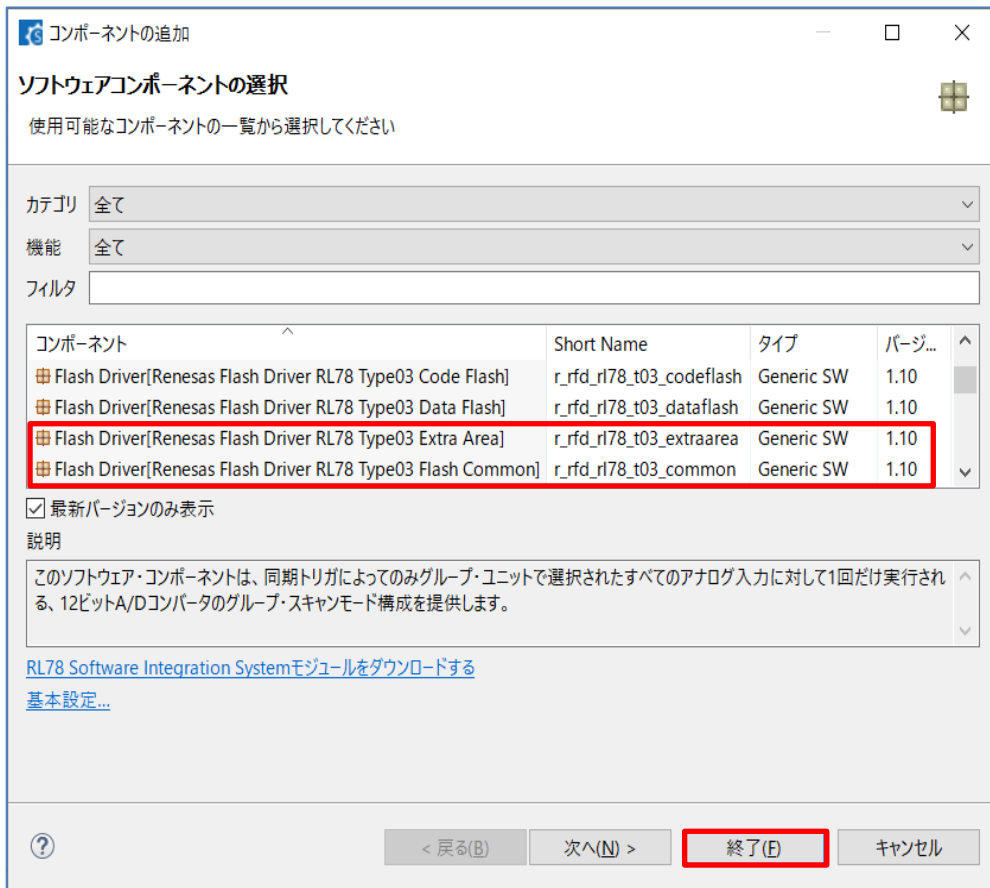 コンポーネントの追加
ソフトウェアコンポーネントの選択
使用可能なコンポーネントの一覧から選択してください
カテゴリ 全て
機能 全て
フィルタ
コンポーネント Short Name タイプ バージ...
Flash Driver[Renesas Flash Driver RL78 Type03 Code Flash] r_rfd_rl78_t03_codeflash Generic SW 1.10
Flash Driver[Renesas Flash Driver RL78 Type03 Data Flash] r_rfd_rl78_t03_dataflash Generic SW 1.10
Flash Driver[Renesas Flash Driver RL78 Type03 Extra Area] r_rfd_rl78_t03_extraarea Generic SW 1.10
Flash Driver[Renesas Flash Driver RL78 Type03 Flash Common] r_rfd_rl78_t03_common Generic SW 1.10
最新バージョンのみ表示
説明
このソフトウェア・コンポーネントは、同期トリガによってのみグループ・ユニットで選択されたすべてのアナログ入力に対して1回だけ実行され
る、12ビットA/Dコンバータのグループ・スキャンモード構成を提供します。
RL78 Software Integration Systemモジュールをダウンロードする
基本設定...
< 戻る(B) 次へ(N) > 終了(F) キャンセル